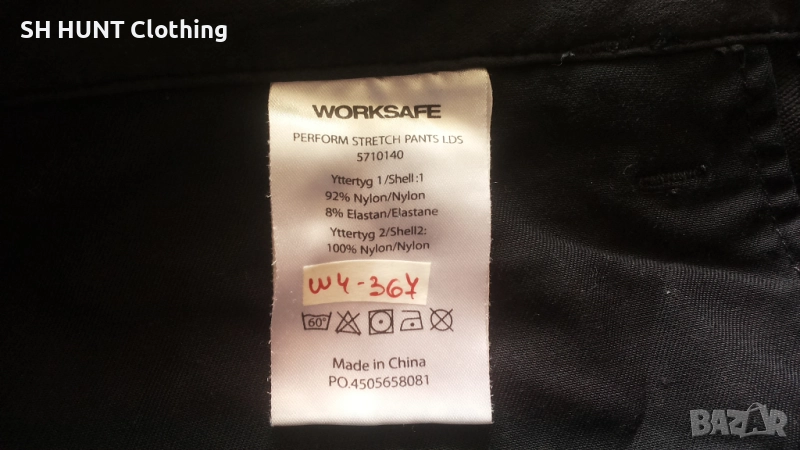 SH HUNT Clothing
WORKSAFE
PERFORM STRETCH PANTS LDS
5710140
Yttertyg 1/Shell:1
92% Nylon/Nylon
8% Elastan/Elastane
Yttertyg 2/Shell2:
100% Nylon/Nylon
W4-367
60°
Made in China
PO.4505658081
BAZAR